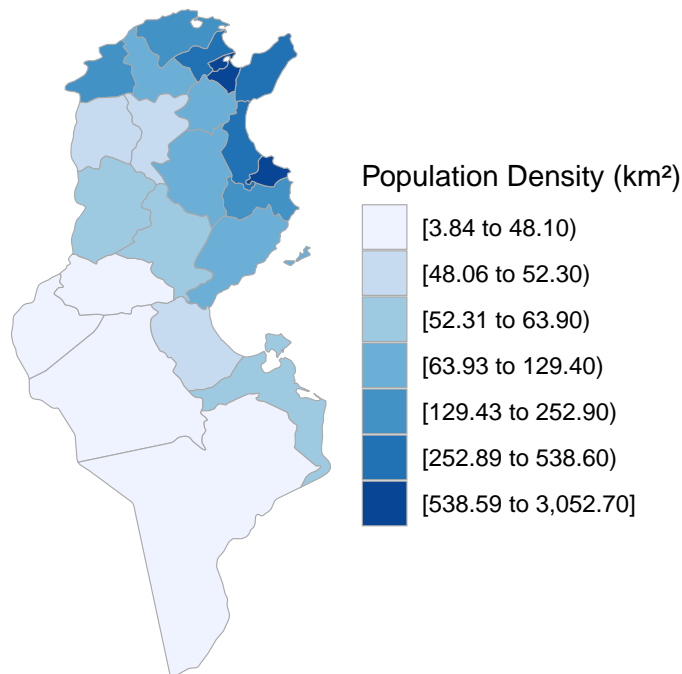 Population Density (km²)
[3.84 to 48.10)
[48.06 to 52.30)
[52.31 to 63.90)
[63.93 to 129.40)
[129.43 to 252.90)
[252.89 to 538.60)
[538.59 to 3,052.70]